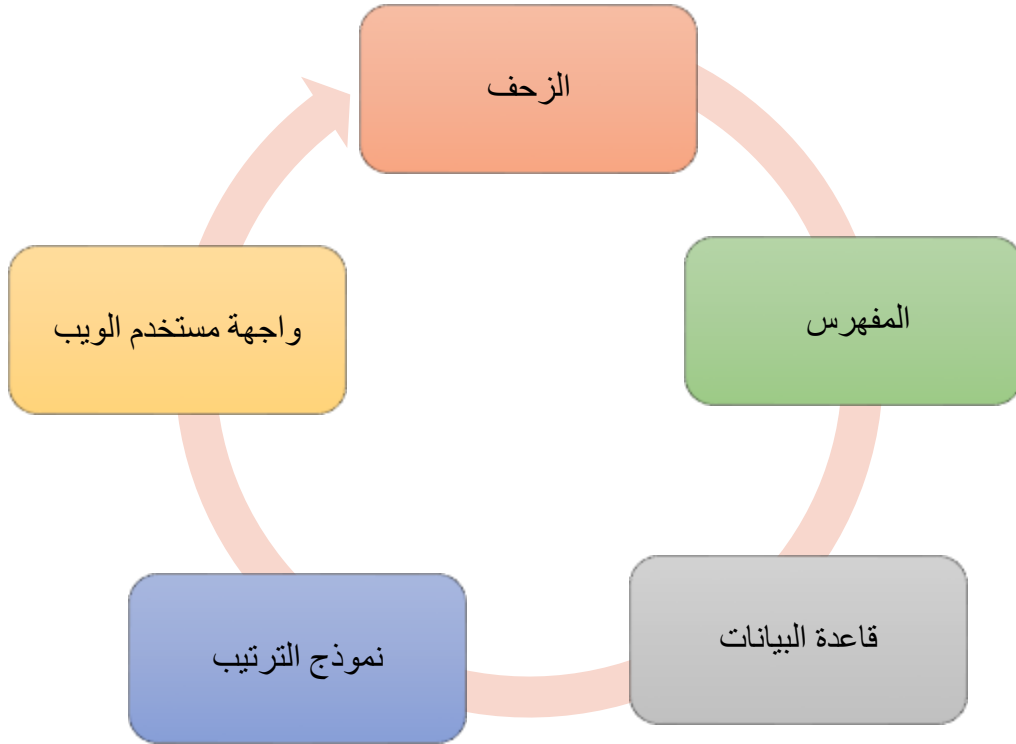 الزحف
المفهرس
قاعدة البيانات
نموذج الترتيب
واجهة مستخدم الويب